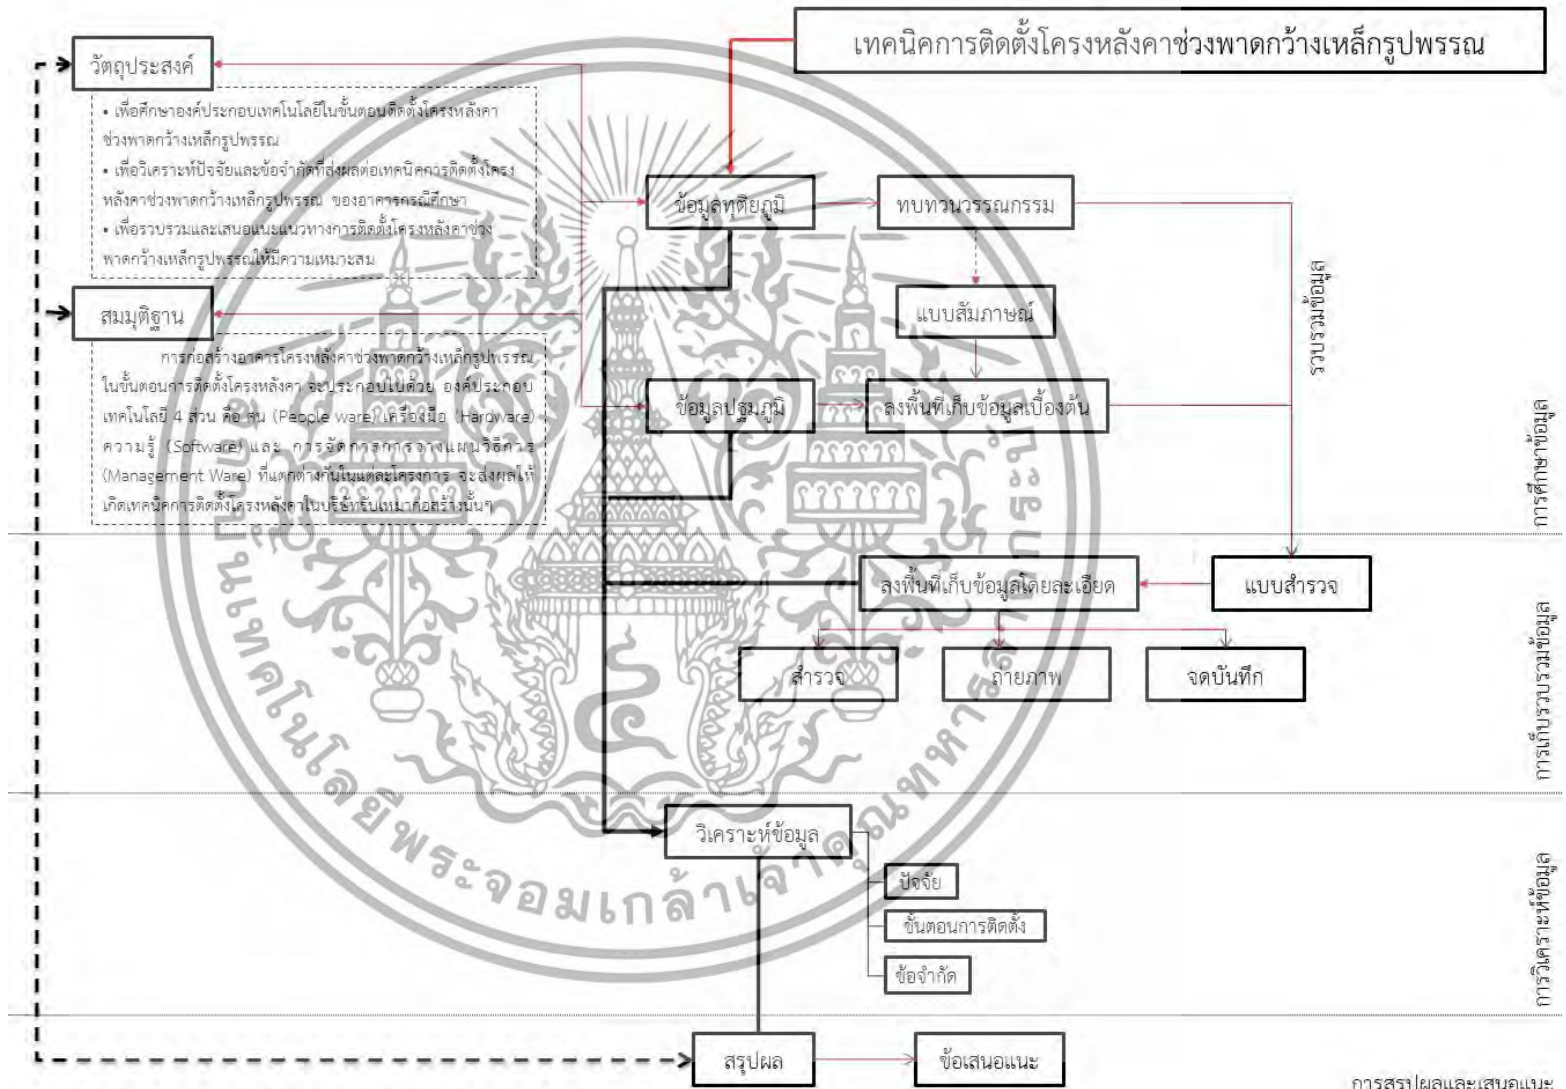 เทคนิคการติดตั้งโครงหลังคาช่วงพาดกว้างเหล็กรูปพรรณ
วัตถุประสงค์
• เพื่อศึกษาองค์ประกอบเทคโนโลยีในขั้นตอนติดตั้งโครงหลังคา
ช่วงพาดกว้างเหล็กรูปพรรณ
• เพื่อวิเคราะห์ปัจจัยและข้อจำกัดที่ส่งผลต่อเทคนิคการติดตั้งโครง
หลังคาช่วงพาดกว้างเหล็กรูปพรรณ ของอาคารกรณีศึกษา
• เพื่อรวบรวมและเสนอแนะแนวทางการติดตั้งโครงหลังคาช่วง
พาดกว้างเหล็กรูปพรรณให้มีความเหมาะสม
ข้อมูลทุติยภูมิ
ทบทวนวรรณกรรม
สมมุติฐาน
แบบสัมภาษณ์
รวบรวมข้อมูล
การก่อสร้างอาคารโครงหลังคาช่วงพาดกว้างเหล็กรูปพรรณ
ในขั้นตอนการติดตั้งโครงหลังคา จะประกอบไปด้วย องค์ประกอบ
เทคโนโลยี 4 ส่วน คือ คน (People ware) เครื่องมือ (Hardware)
ความรู้ (Software) และ การจัดการการวางแผนวิธีการ
(Management Ware) ที่แตกต่างกันในแต่ละโครงการ จะส่งผลให้
เกิดเทคนิคการติดตั้งโครงหลังคาในบริษัทรับเหมาก่อสร้างนั้นๆ
ข้อมูลปฐมภูมิ
ลงพื้นที่เก็บข้อมูลเบื้องต้น
การศึกษาข้อมูล
ลงพื้นที่เก็บข้อมูลโดยละเอียด
แบบสำรวจ
สำรวจ
ถ่ายภาพ
จดบันทึก
การเก็บรวบรวมข้อมูล
วิเคราะห์ข้อมูล
ปัจจัย
ขั้นตอนการติดตั้ง
ข้อจำกัด
การวิเคราะห์ข้อมูล
สรุปผล
ข้อเสนอแนะ
การสรุปผลและเสนอแนะ
เทคโนโลยีพระจอมเกล้าเจ้าคุณทหาร